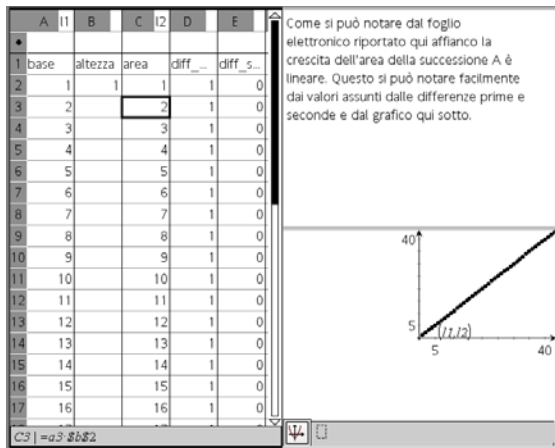 A l1 B C l2 D E
1 base altezza area diff_... diff_s...
2 1 1 1 1 0
3 2 2 1 0
4 3 3 1 0
5 4 4 1 0
6 5 5 1 0
7 6 6 1 0
8 7 7 1 0
9 8 8 1 0
10 9 9 1 0
11 10 10 1 0
12 11 11 1 0
13 12 12 1 0
14 13 13 1 0
15 14 14 1 0
16 15 15 1 0
17 16 16 1 0
C3 | =a3·$b$2
Come si può notare dal foglio
elettronico riportato qui affianco la
crescita dell'area della successione A è
lineare. Questo si può notare facilmente
dai valori assunti dalle differenze prime e
seconde e dal grafico qui sotto.
40
5 (l1,l2)
5 40